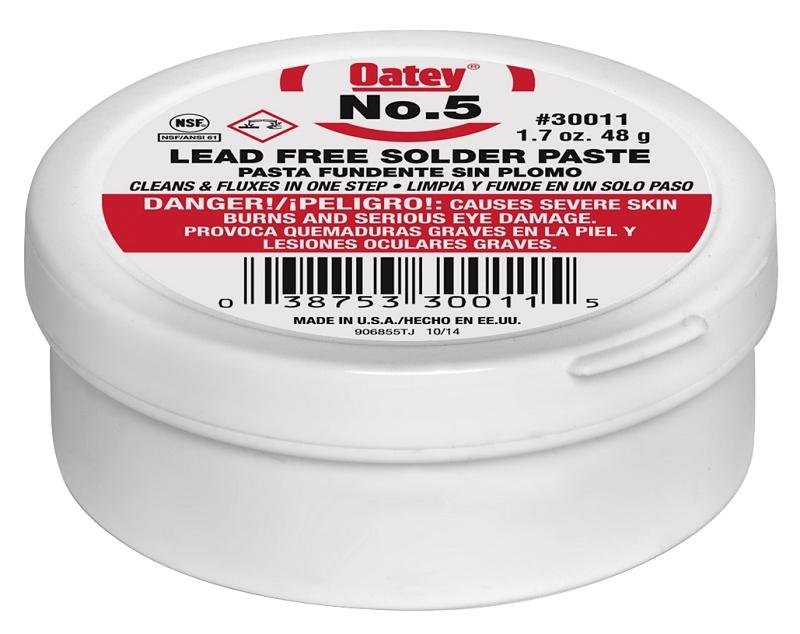 Oatey®
No.5
NSF®
NSF/ANSI 61
#30011
1.7 oz. 48 g
LEAD FREE SOLDER PASTE
PASTA FUNDENTE SIN PLOMO
CLEANS & FLUXES IN ONE STEP • LIMPIA Y FUNDE EN UN SOLO PASO
DANGER!/¡PELIGRO!: CAUSES SEVERE SKIN
BURNS AND SERIOUS EYE DAMAGE.
PROVOCA QUEMADURAS GRAVES EN LA PIEL Y
LESIONES OCULARES GRAVES.
0 38753 30011 5
MADE IN U.S.A./HECHO EN EE.UU.
906855TJ 10/14